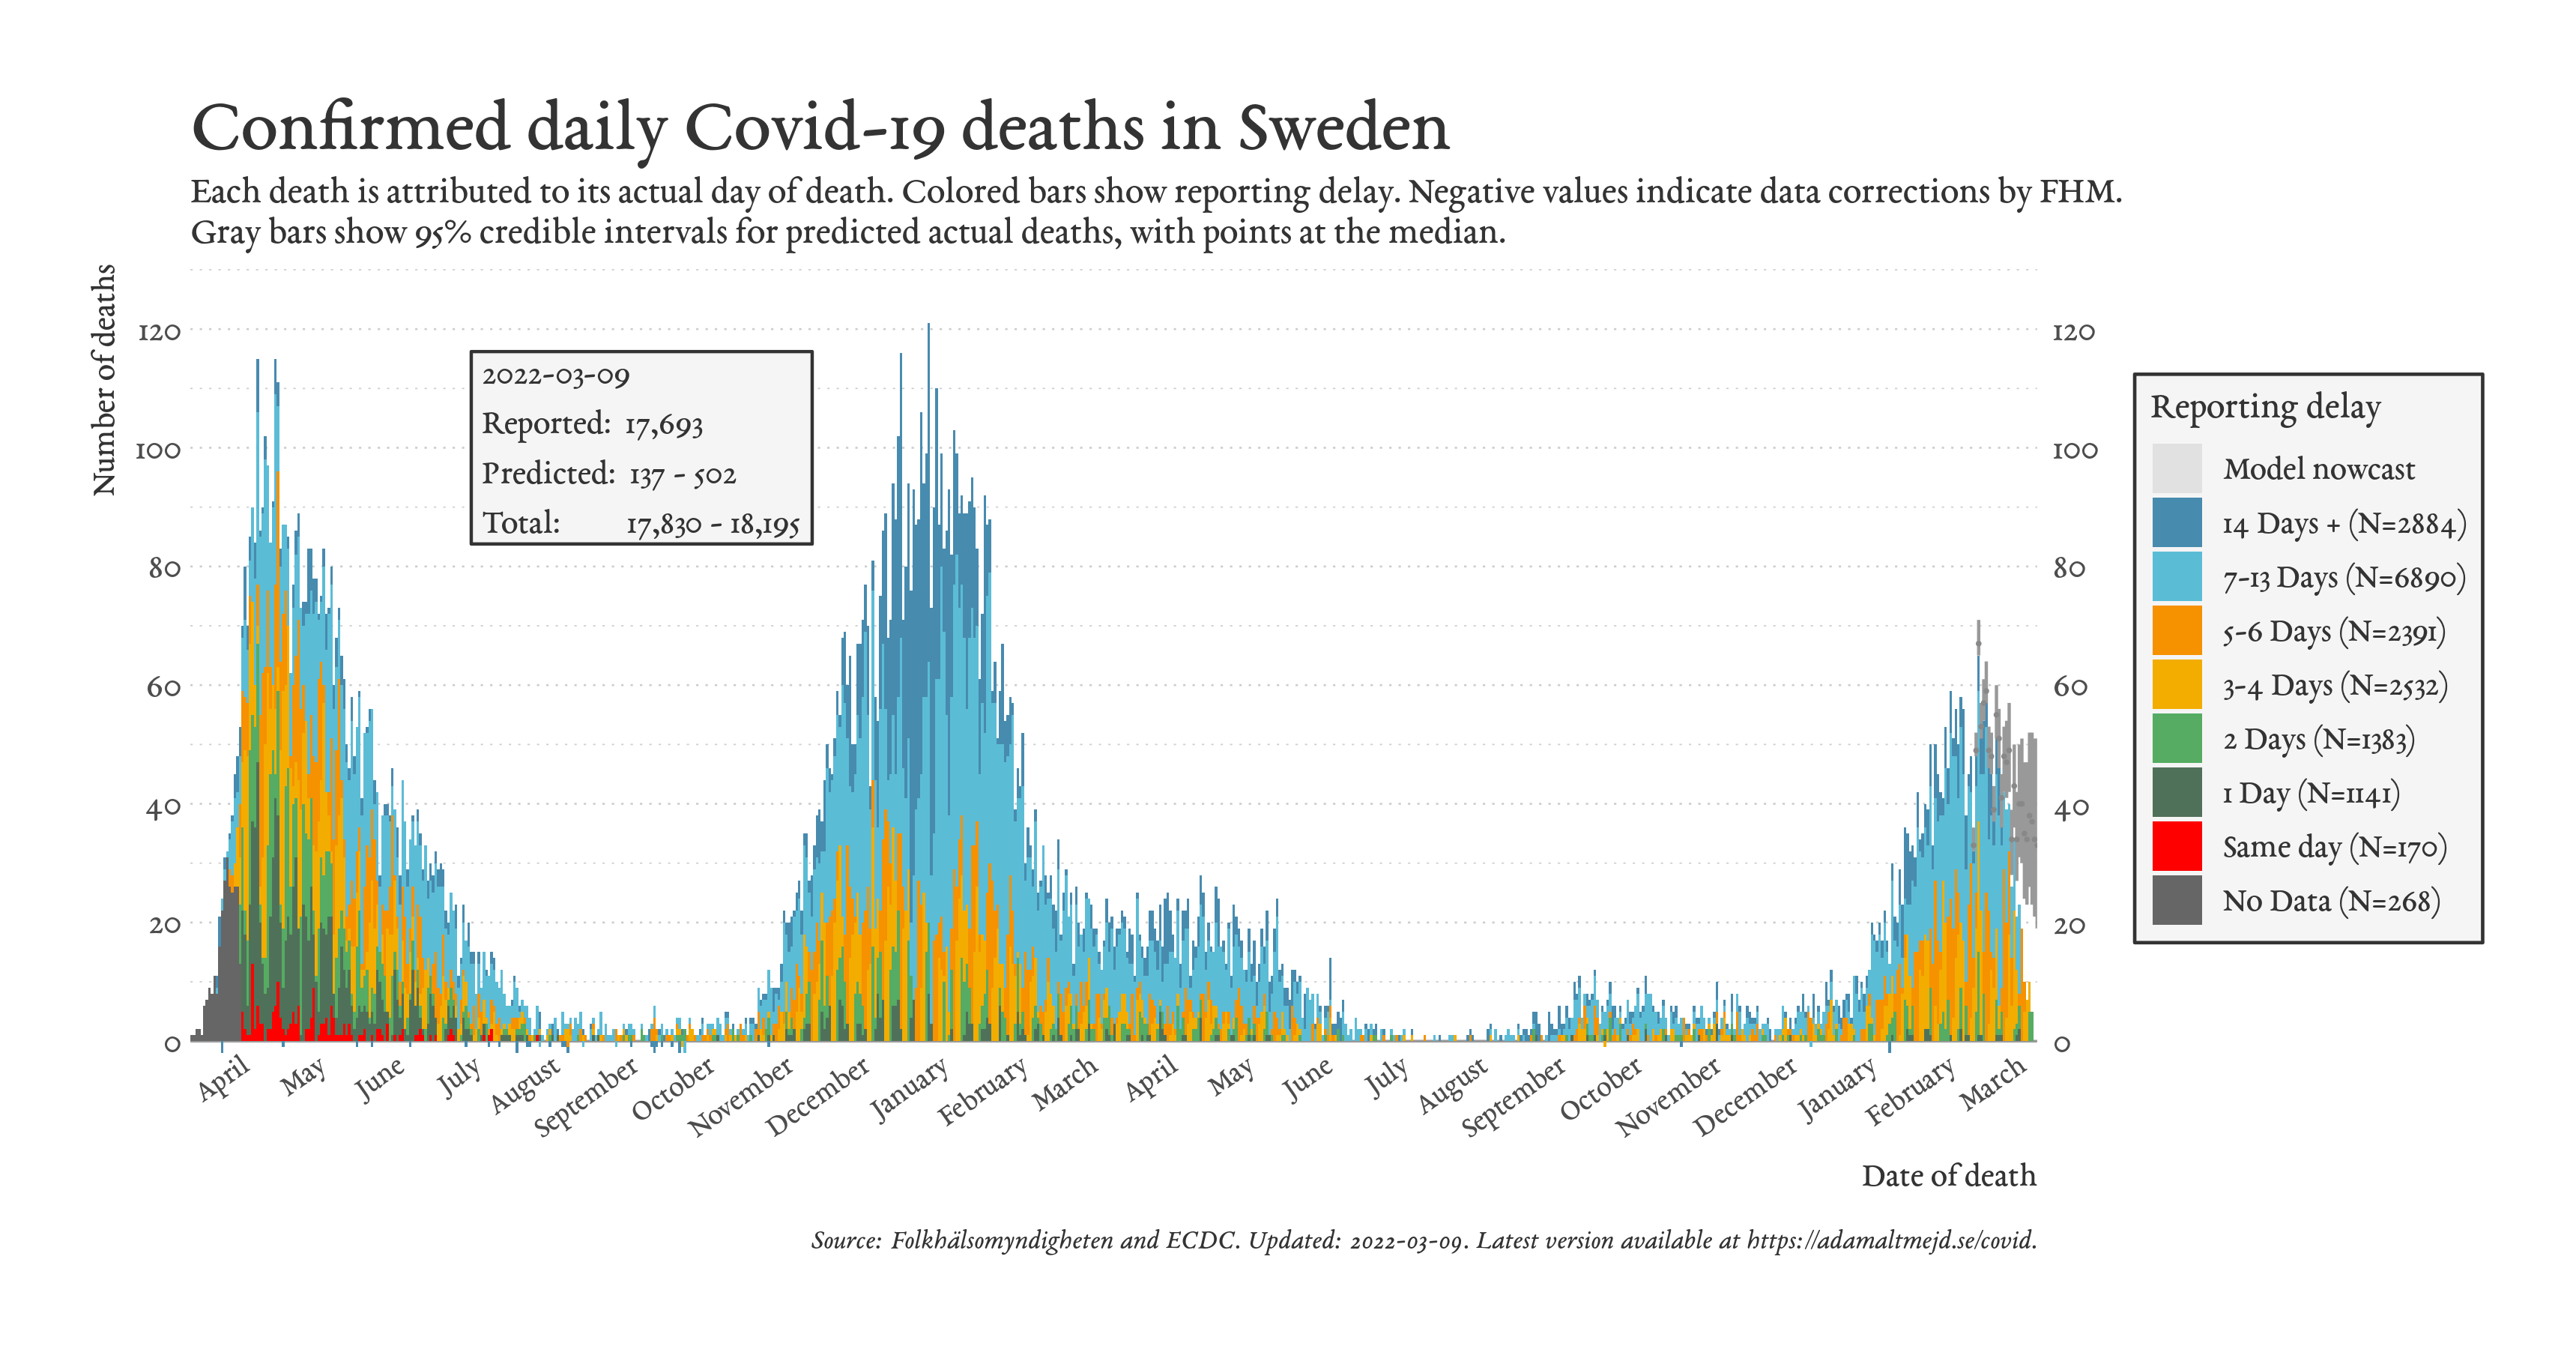 Confirmed daily Covid-19 deaths in Sweden
Each death is attributed to its actual day of death. Colored bars show reporting delay. Negative values indicate data corrections by FHM.
Gray bars show 95% credible intervals for predicted actual deaths, with points at the median.
Number of deaths
120
100
80
60
40
20
0
2022-03-09
Reported: 17,693
Predicted: 137 - 502
Total: 17,830 - 18,195
120
100
80
60
40
20
0
Reporting delay
Model nowcast
14 Days + (N=2884)
7-13 Days (N=6890)
5-6 Days (N=2391)
3-4 Days (N=2532)
2 Days (N=1383)
1 Day (N=1141)
Same day (N=170)
No Data (N=268)
April
May
June
July
August
September
October
November
December
January
February
March
April
May
June
July
August
September
October
November
December
January
February
March
Date of death
Source: Folkhälsomyndigheten and ECDC. Updated: 2022-03-09. Latest version available at https://adamaltmejd.se/covid.